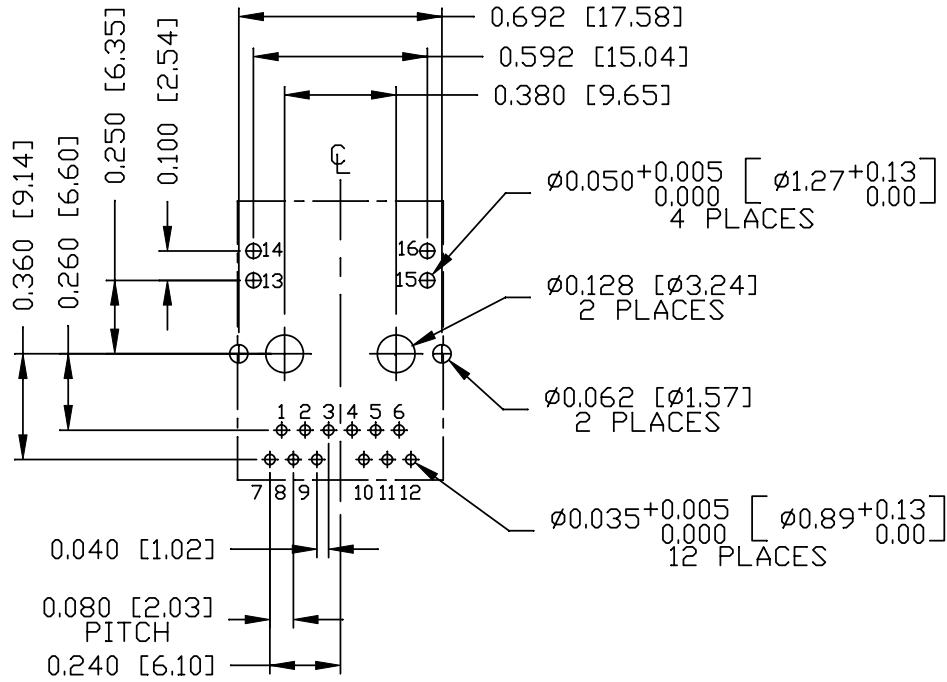 0.692 [17.58]
0.592 [15.04]
0.380 [9.65]
0.360 [9.14]
0.260 [6.60]
0.250 [6.35]
0.100 [2.54]
CL
ø0.050+0.005 [ ø1.27+0.13 ]
0.000 0.00
4 PLACES
14 16
13 15
ø0.128 [ø3.24]
2 PLACES
ø0.062 [ø1.57]
2 PLACES
1 2 3 4 5 6
7 8 9 10 11 12
ø0.035+0.005 [ ø0.89+0.13 ]
0.000 0.00
12 PLACES
0.040 [1.02]
0.080 [2.03]
PITCH
0.240 [6.10]